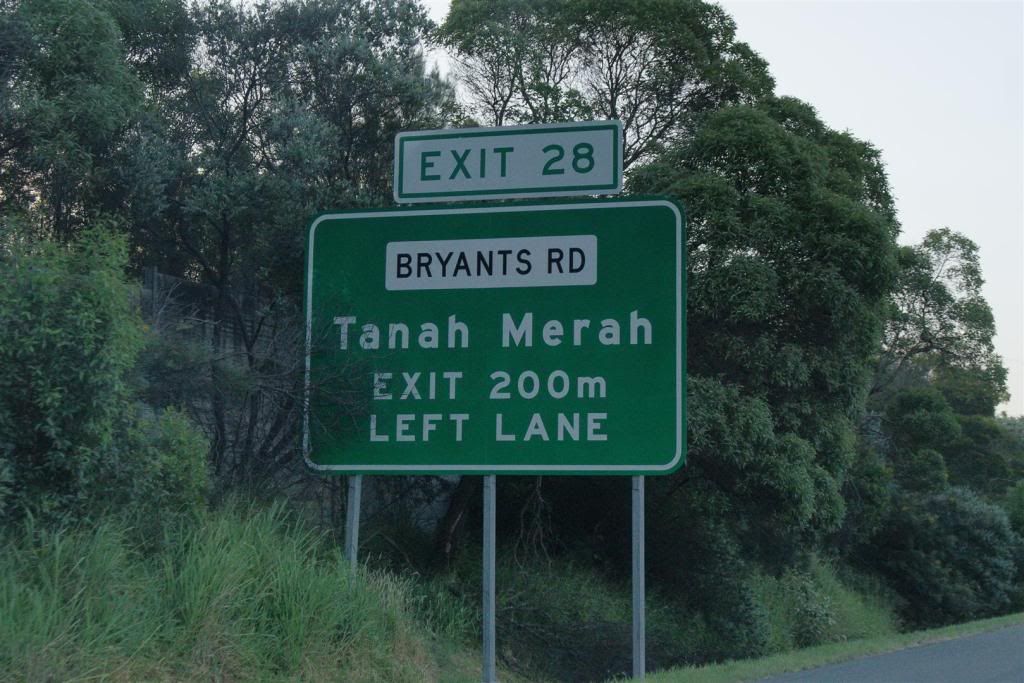 EXIT 28
BRYANTS RD
Tanah Merah
EXIT 200m
LEFT LANE